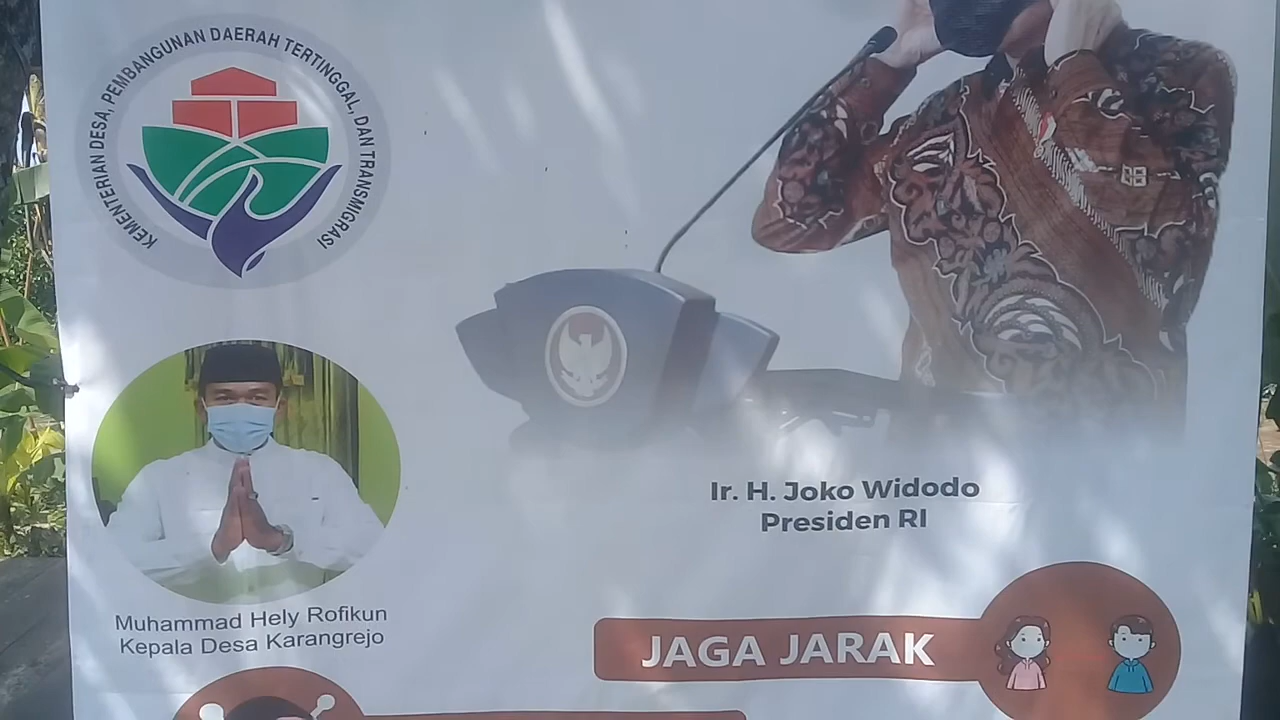 KEMENTERIAN DESA, PEMBANGUNAN DAERAH TERTINGGAL, DAN TRANSMIGRASI
Ir. H. Joko Widodo
Presiden RI
Muhammad Hely Rofikun
Kepala Desa Karangrejo
JAGA JARAK